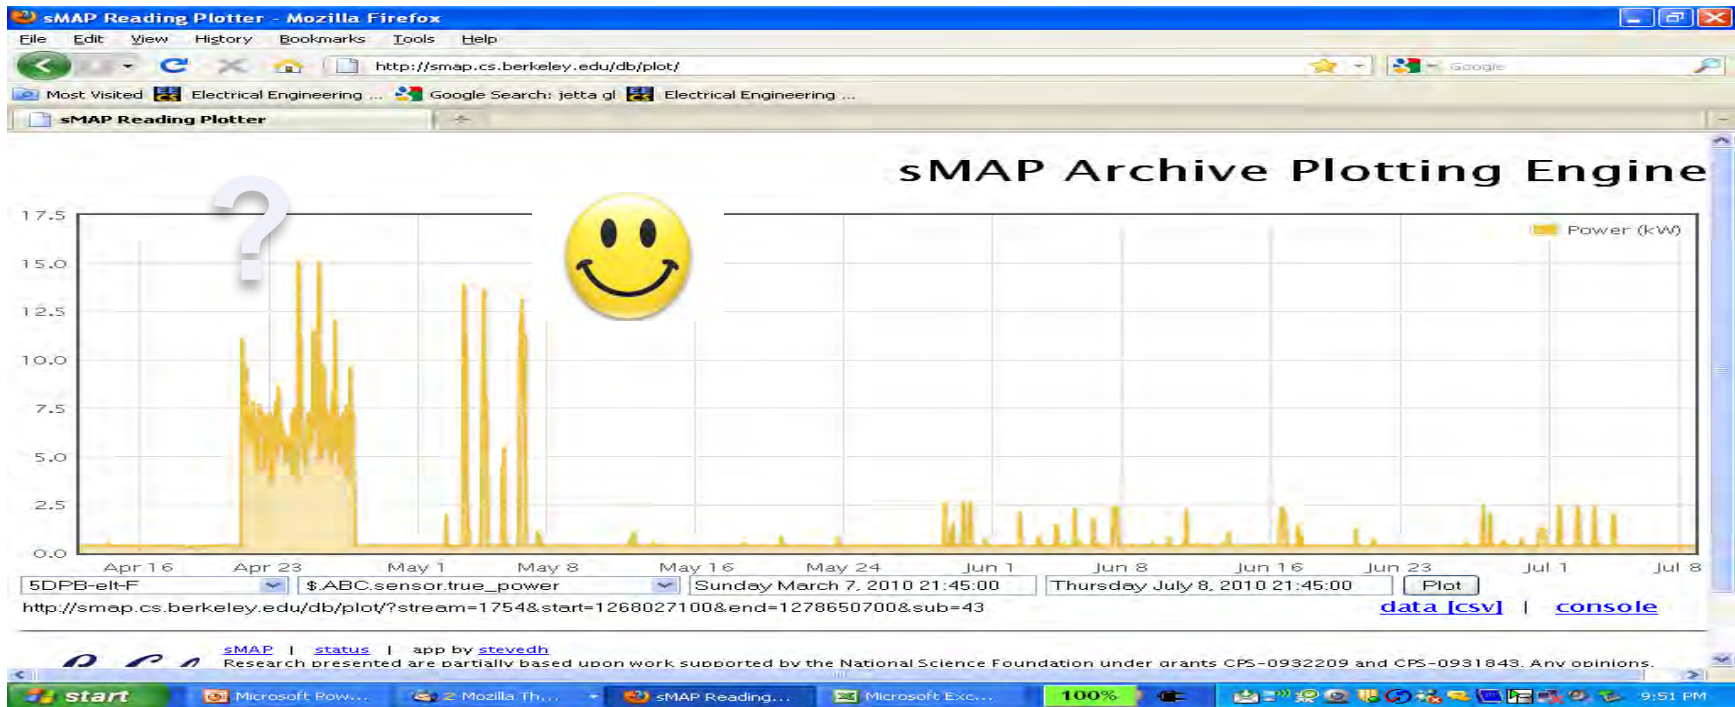 sMAP Reading Plotter - Mozilla Firefox
File Edit View History Bookmarks Tools Help
http://smap.cs.berkeley.edu/db/plot/
Google
Most Visited Electrical Engineering ... Google Search: jetta gl Electrical Engineering ...
sMAP Reading Plotter
sMAP Archive Plotting Engine
?
17.5
Power (kW)
15.0
12.5
10.0
7.5
5.0
2.5
0.0
Apr 16 Apr 23 May 1 May 8 May 16 May 24 Jun 1 Jun 8 Jun 16 Jun 23 Jul 1 Jul 8
5DPB-elt-F $.ABC.sensor.true_power Sunday March 7, 2010 21:45:00 Thursday July 8, 2010 21:45:00 Plot
http://smap.cs.berkeley.edu/db/plot/?stream=1754&start=1268027100&end=1278650700&sub=43
data [csv] | console
sMAP | status | app by stevedh
Research presented are partially based upon work supported by the National Science Foundation under grants CPS-0932209 and CPS-0931843. Any opinions,
start Microsoft Pow... 2 Mozilla Th... sMAP Reading... Microsoft Exc... 100% 9:51 PM